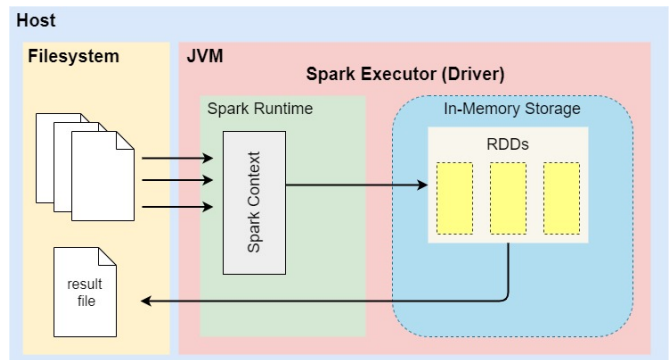 Host
Filesystem
JVM
Spark Executor (Driver)
Spark Runtime
In-Memory Storage
Spark Context
RDDs
result
file